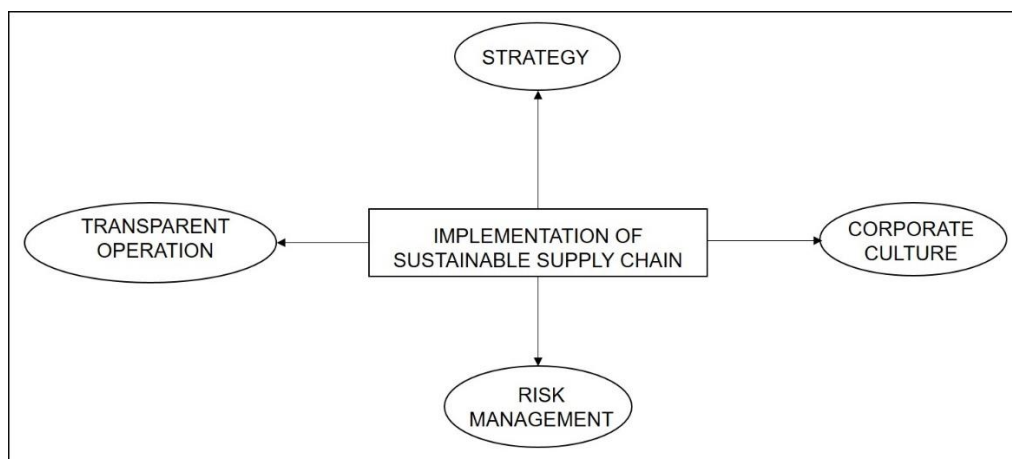 STRATEGY
TRANSPARENT
OPERATION
IMPLEMENTATION OF
SUSTAINABLE SUPPLY CHAIN
CORPORATE
CULTURE
RISK
MANAGEMENT